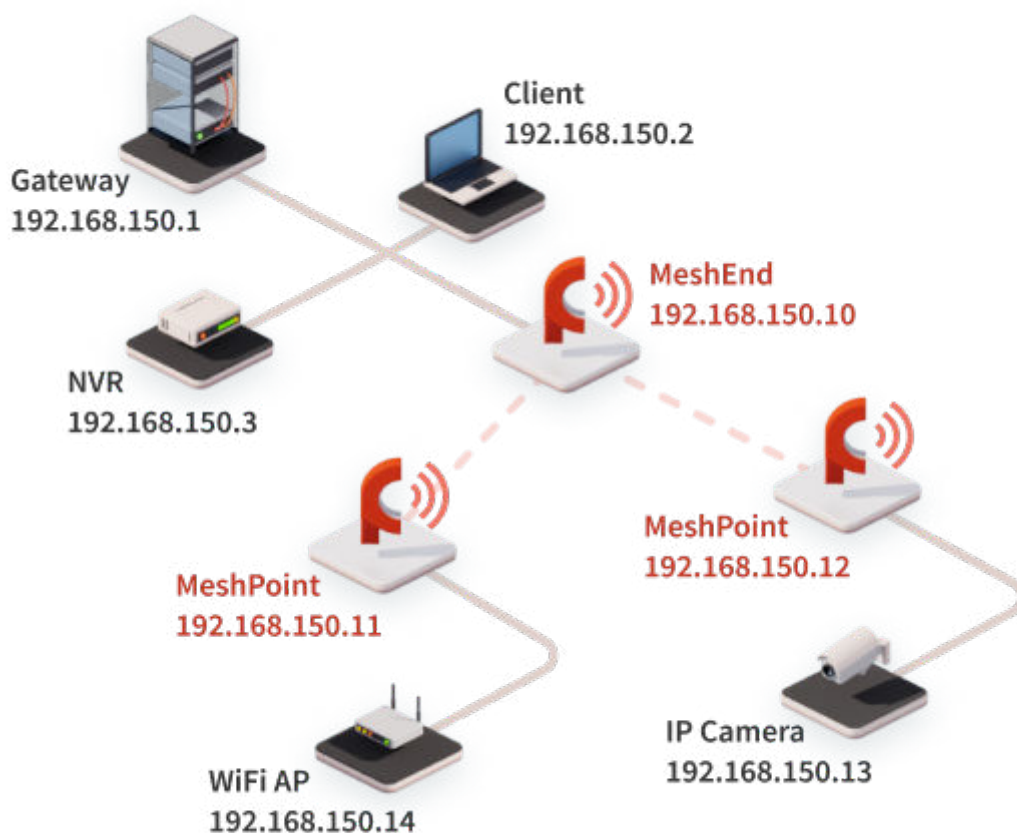 Client
192.168.150.2
Gateway
192.168.150.1
MeshEnd
192.168.150.10
NVR
192.168.150.3
MeshPoint
192.168.150.12
MeshPoint
192.168.150.11
IP Camera
192.168.150.13
WiFi AP
192.168.150.14